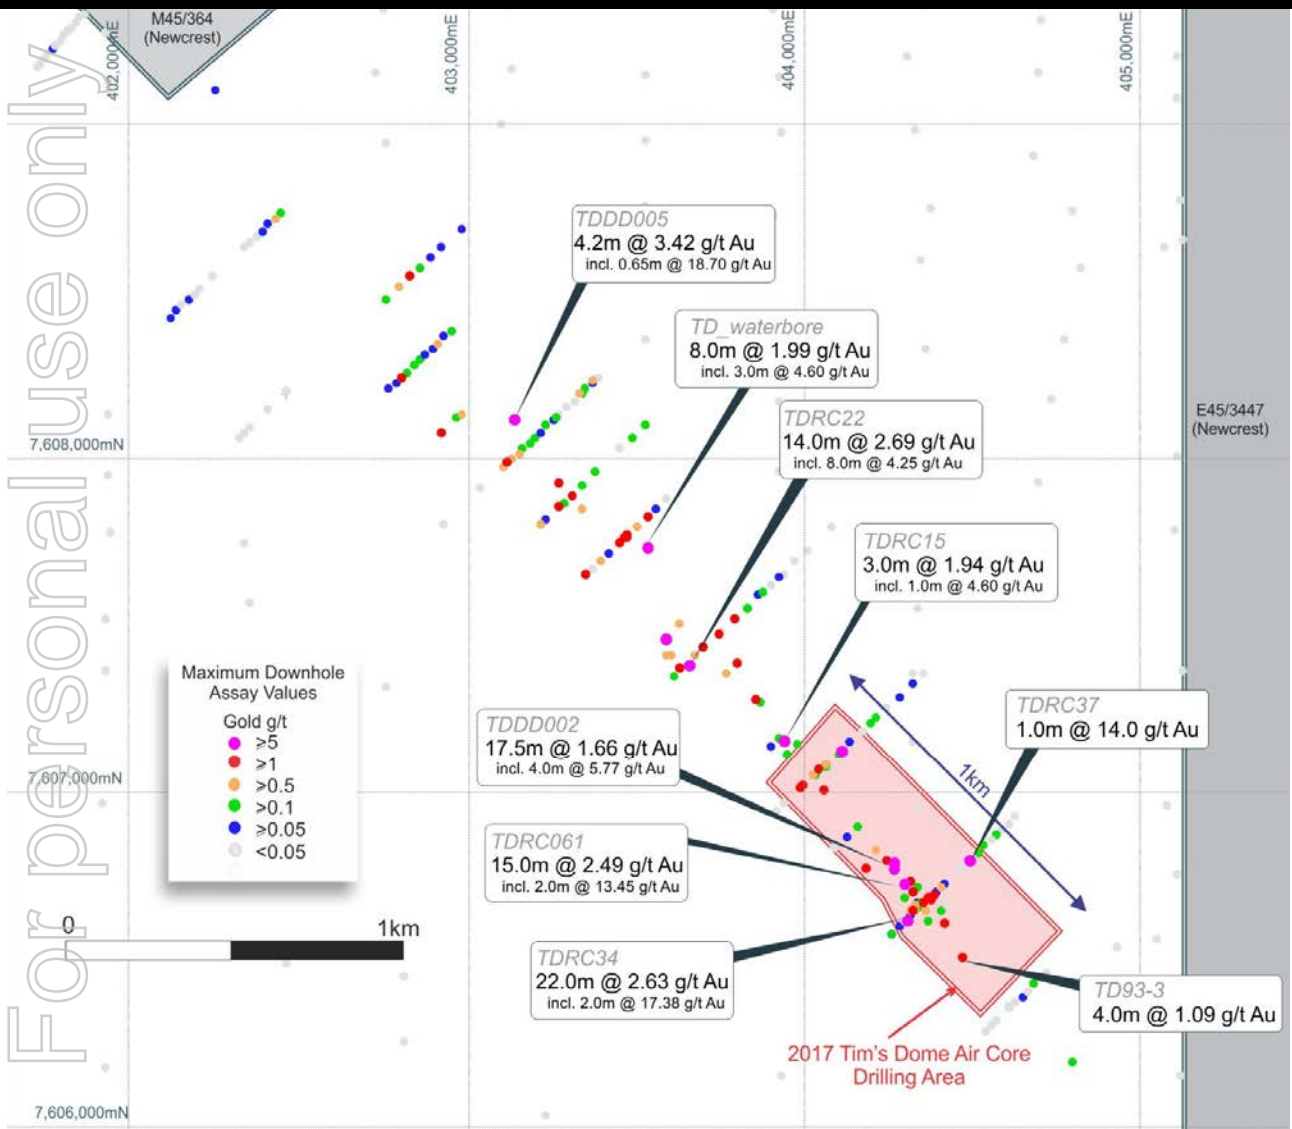 For personal use only
M45/364
(Newcrest)
402,000mE
403,000mE
404,000mE
405,000mE
TDDD005
4.2m @ 3.42 g/t Au
incl. 0.65m @ 18.70 g/t Au
TD_waterbore
8.0m @ 1.99 g/t Au
incl. 3.0m @ 4.60 g/t Au
TDRC22
14.0m @ 2.69 g/t Au
incl. 8.0m @ 4.25 g/t Au
E45/3447
(Newcrest)
7,608,000mN
TDRC15
3.0m @ 1.94 g/t Au
incl. 1.0m @ 4.60 g/t Au
Maximum Downhole
Assay Values
Gold g/t
≥5
≥1
≥0.5
≥0.1
≥0.05
<0.05
TDRC37
1.0m @ 14.0 g/t Au
TDDD002
17.5m @ 1.66 g/t Au
incl. 4.0m @ 5.77 g/t Au
1km
7,607,000mN
TDRC061
15.0m @ 2.49 g/t Au
incl. 2.0m @ 13.45 g/t Au
0
1km
TDRC34
22.0m @ 2.63 g/t Au
incl. 2.0m @ 17.38 g/t Au
TD93-3
4.0m @ 1.09 g/t Au
2017 Tim's Dome Air Core
Drilling Area
7,606,000mN